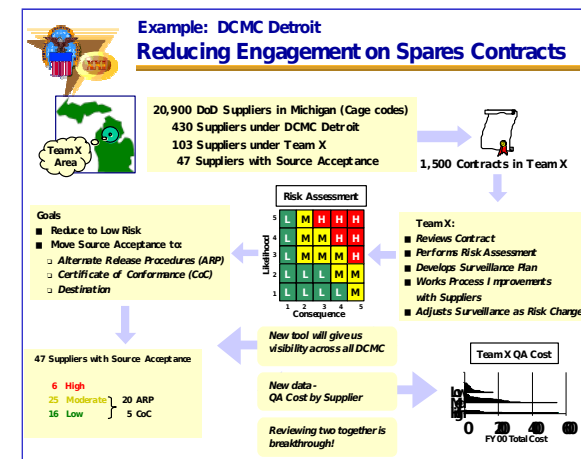 Example: DCMC Detroit
Reducing Engagement on Spares Contracts
Team X
Area
20,900 DoD Suppliers in Michigan (Cage codes)
430 Suppliers under DCMC Detroit
103 Suppliers under Team X
47 Suppliers with Source Acceptance
1,500 Contracts in Team X
Goals
■ Reduce to Low Risk
■ Move Source Acceptance to:
❑ Alternate Release Procedures (ARP)
❑ Certificate of Conformance (CoC)
❑ Destination
Risk Assessment
Likelihood
5 L M H H H
4 L M M H H
3 L M M M H
2 L L L M M
1 L L L L M
1 2 3 4 5
Consequence
Team X:
■ Reviews Contract
■ Performs Risk Assessment
■ Develops Surveillance Plan
■ Works Process Improvements
with Suppliers
■ Adjusts Surveillance as Risk Change
47 Suppliers with Source Acceptance
6 High
25 Moderate
16 Low
20 ARP
5 CoC
New tool will give us
visibility across all DCMC
New data -
QA Cost by Supplier
Reviewing two together is
breakthrough!
Team X QA Cost
0 20 40 60
FY 00 Total Cost